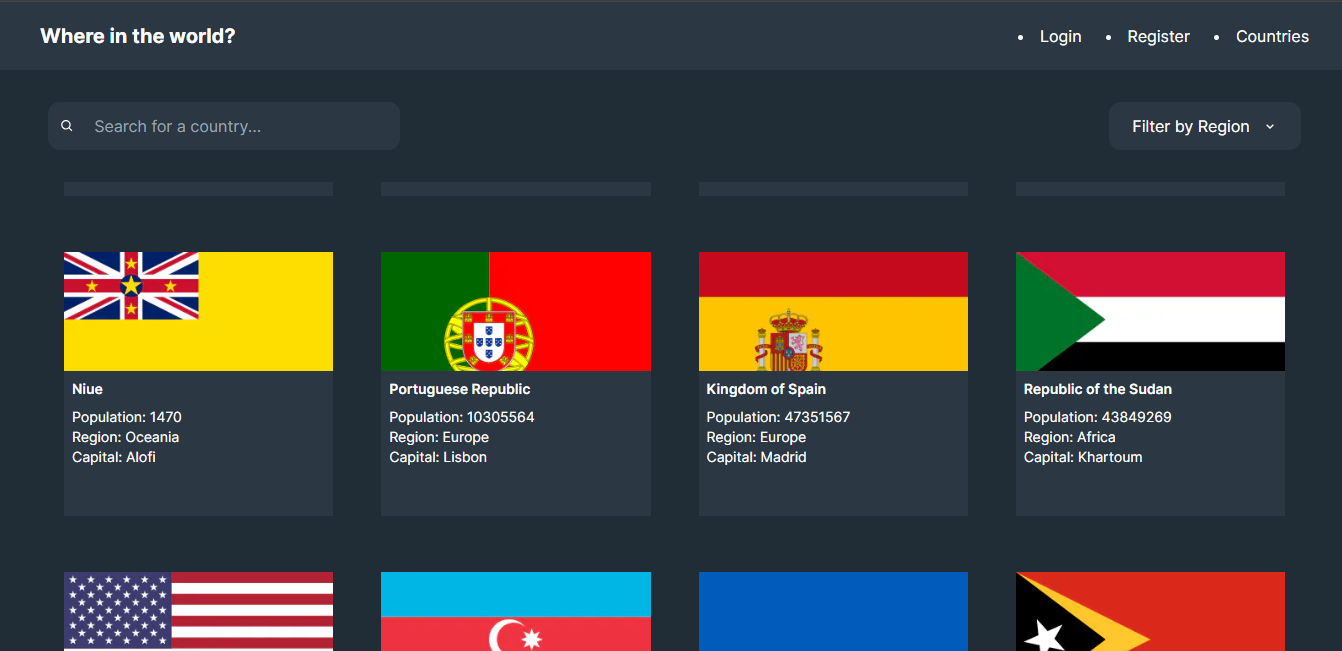 Where in the world?
Login
Register
Countries
Search for a country...
Filter by Region
Niue
Population: 1470
Region: Oceania
Capital: Alofi
Portuguese Republic
Population: 10305564
Region: Europe
Capital: Lisbon
Kingdom of Spain
Population: 47351567
Region: Europe
Capital: Madrid
Republic of the Sudan
Population: 43849269
Region: Africa
Capital: Khartoum